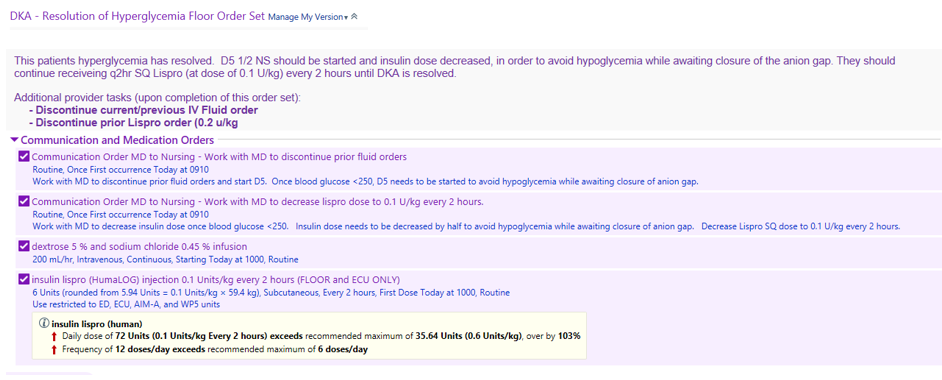 DKA - Resolution of Hyperglycemia Floor Order Set Manage My Version
This patients hyperglycemia has resolved. D5 1/2 NS should be started and insulin dose decreased, in order to avoid hypoglycemia while awaiting closure of the anion gap. They should
continue receiveing q2hr SQ Lispro (at dose of 0.1 U/kg) every 2 hours until DKA is resolved.
Additional provider tasks (upon completion of this order set):
- Discontinue current/previous IV Fluid order
- Discontinue prior Lispro order (0.2 u/kg
Communication and Medication Orders
Communication Order MD to Nursing - Work with MD to discontinue prior fluid orders
Routine, Once First occurrence Today at 0910
Work with MD to discontinue prior fluid orders and start D5. Once blood glucose <250, D5 needs to be started to avoid hypoglycemia while awaiting closure of anion gap.
Communication Order MD to Nursing - Work with MD to decrease lispro dose to 0.1 U/kg every 2 hours.
Routine, Once First occurrence Today at 0910
Work with MD to decrease insulin dose once blood glucose <250. Insulin dose needs to be decreased by half to avoid hypoglycemia while awaiting closure of anion gap. Decrease Lispro SQ dose to 0.1 U/kg every 2 hours.
dextrose 5 % and sodium chloride 0.45 % infusion
200 mL/hr, Intravenous, Continuous, Starting Today at 1000, Routine
insulin lispro (HumaLOG) injection 0.1 Units/kg every 2 hours (FLOOR and ECU ONLY)
6 Units (rounded from 5.94 Units = 0.1 Units/kg × 59.4 kg), Subcutaneous, Every 2 hours, First Dose Today at 1000, Routine
Use restricted to ED, ECU, AIM-A, and WP5 units
insulin lispro (human)
Daily dose of 72 Units (0.1 Units/kg Every 2 hours) exceeds recommended maximum of 35.64 Units (0.6 Units/kg), over by 103%
Frequency of 12 doses/day exceeds recommended maximum of 6 doses/day